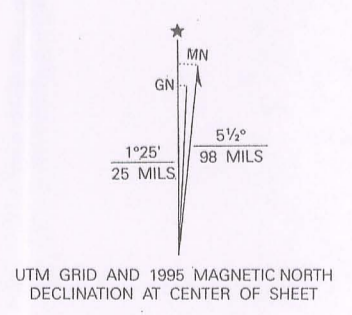 MN
GN
1°25'
25 MILS
5½°
98 MILS
UTM GRID AND 1995 MAGNETIC NORTH
DECLINATION AT CENTER OF SHEET